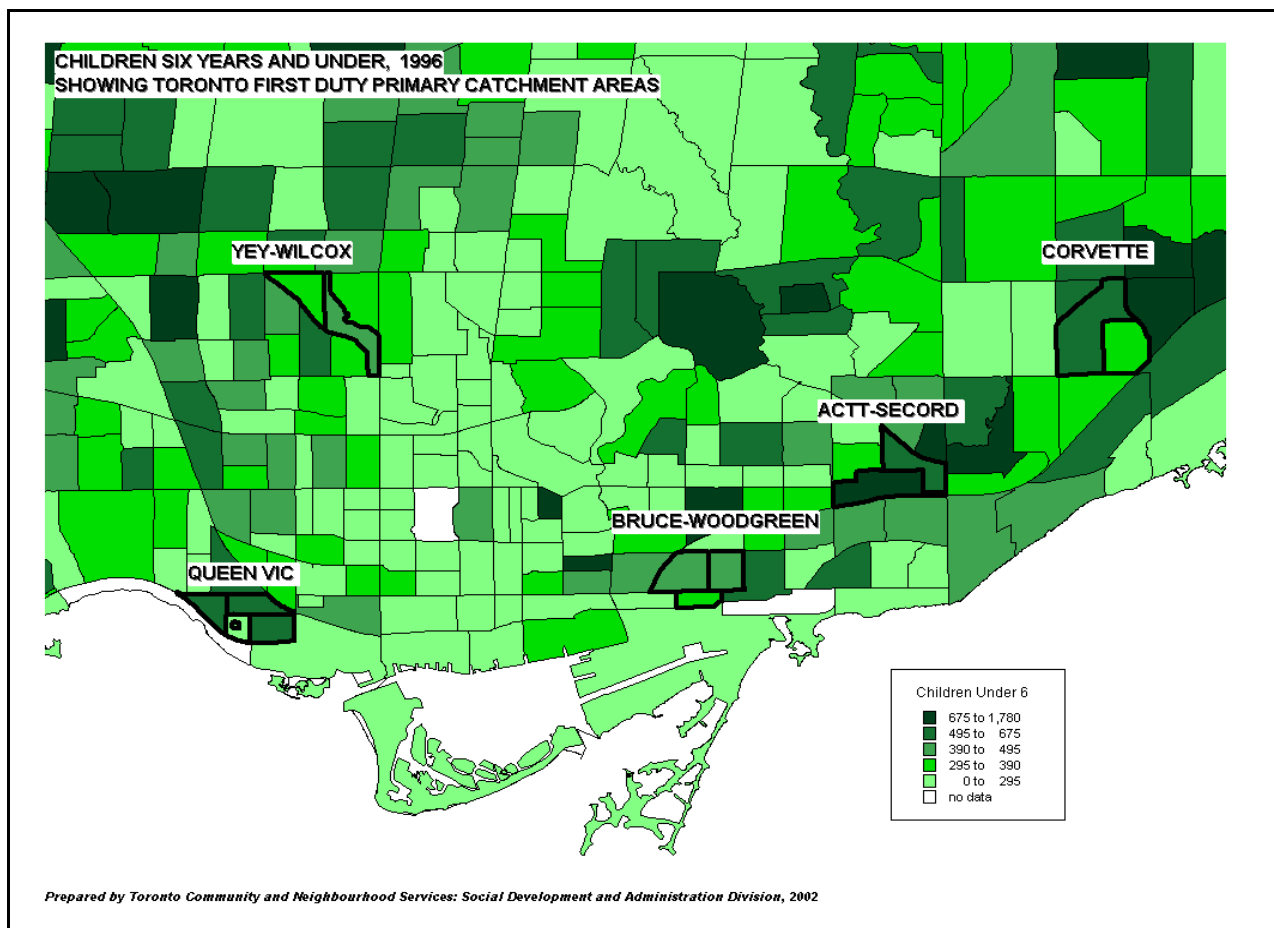 CHILDREN SIX YEARS AND UNDER, 1996
SHOWING TORONTO FIRST DUTY PRIMARY CATCHMENT AREAS
YEY-WILCOX
CORVETTE
ACTT-SECORD
BRUCE-WOODGREEN
QUEEN VIC
Children Under 6
675 to 1,780
495 to 675
390 to 495
295 to 390
0 to 295
no data
Prepared by Toronto Community and Neighbourhood Services: Social Development and Administration Division, 2002